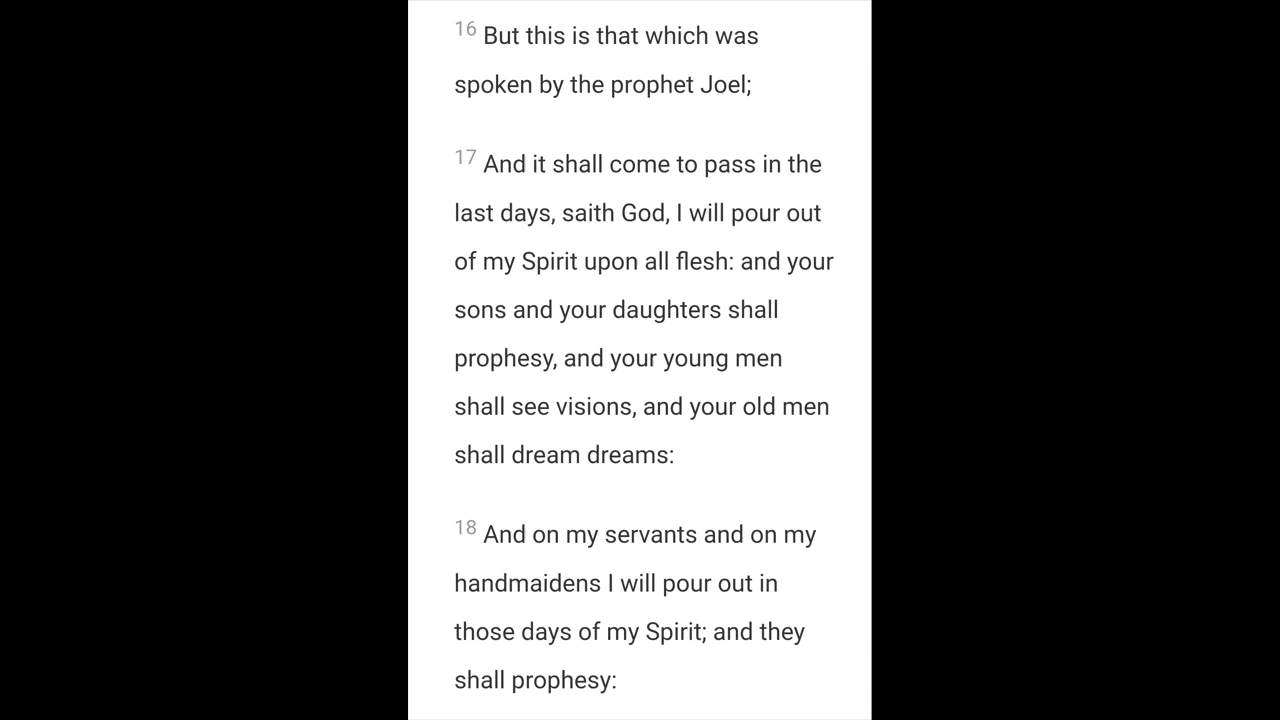 16 But this is that which was
spoken by the prophet Joel;
17 And it shall come to pass in the
last days, saith God, I will pour out
of my Spirit upon all flesh: and your
sons and your daughters shall
prophesy, and your young men
shall see visions, and your old men
shall dream dreams:
18 And on my servants and on my
handmaidens I will pour out in
those days of my Spirit; and they
shall prophesy: